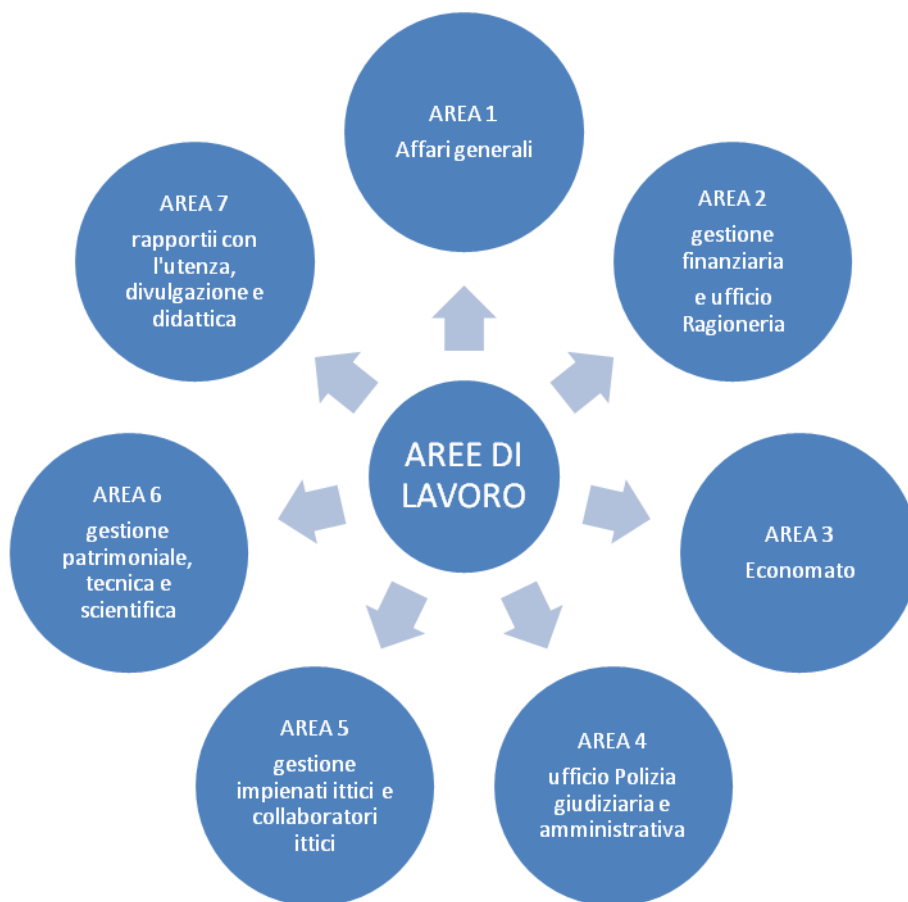 AREA 1
Affari generali
AREA 2
gestione
finanziaria
e ufficio
Ragioneria
AREA 3
Economato
AREA 4
ufficio Polizia
giudiziaria e
amministrativa
AREA 5
gestione
impienati ittici e
collaboratori
ittici
AREA 6
gestione
patrimoniale,
tecnica e
scientifica
AREA 7
rapportii con
l'utenza,
divulgazione e
didattica
AREE DI
LAVORO